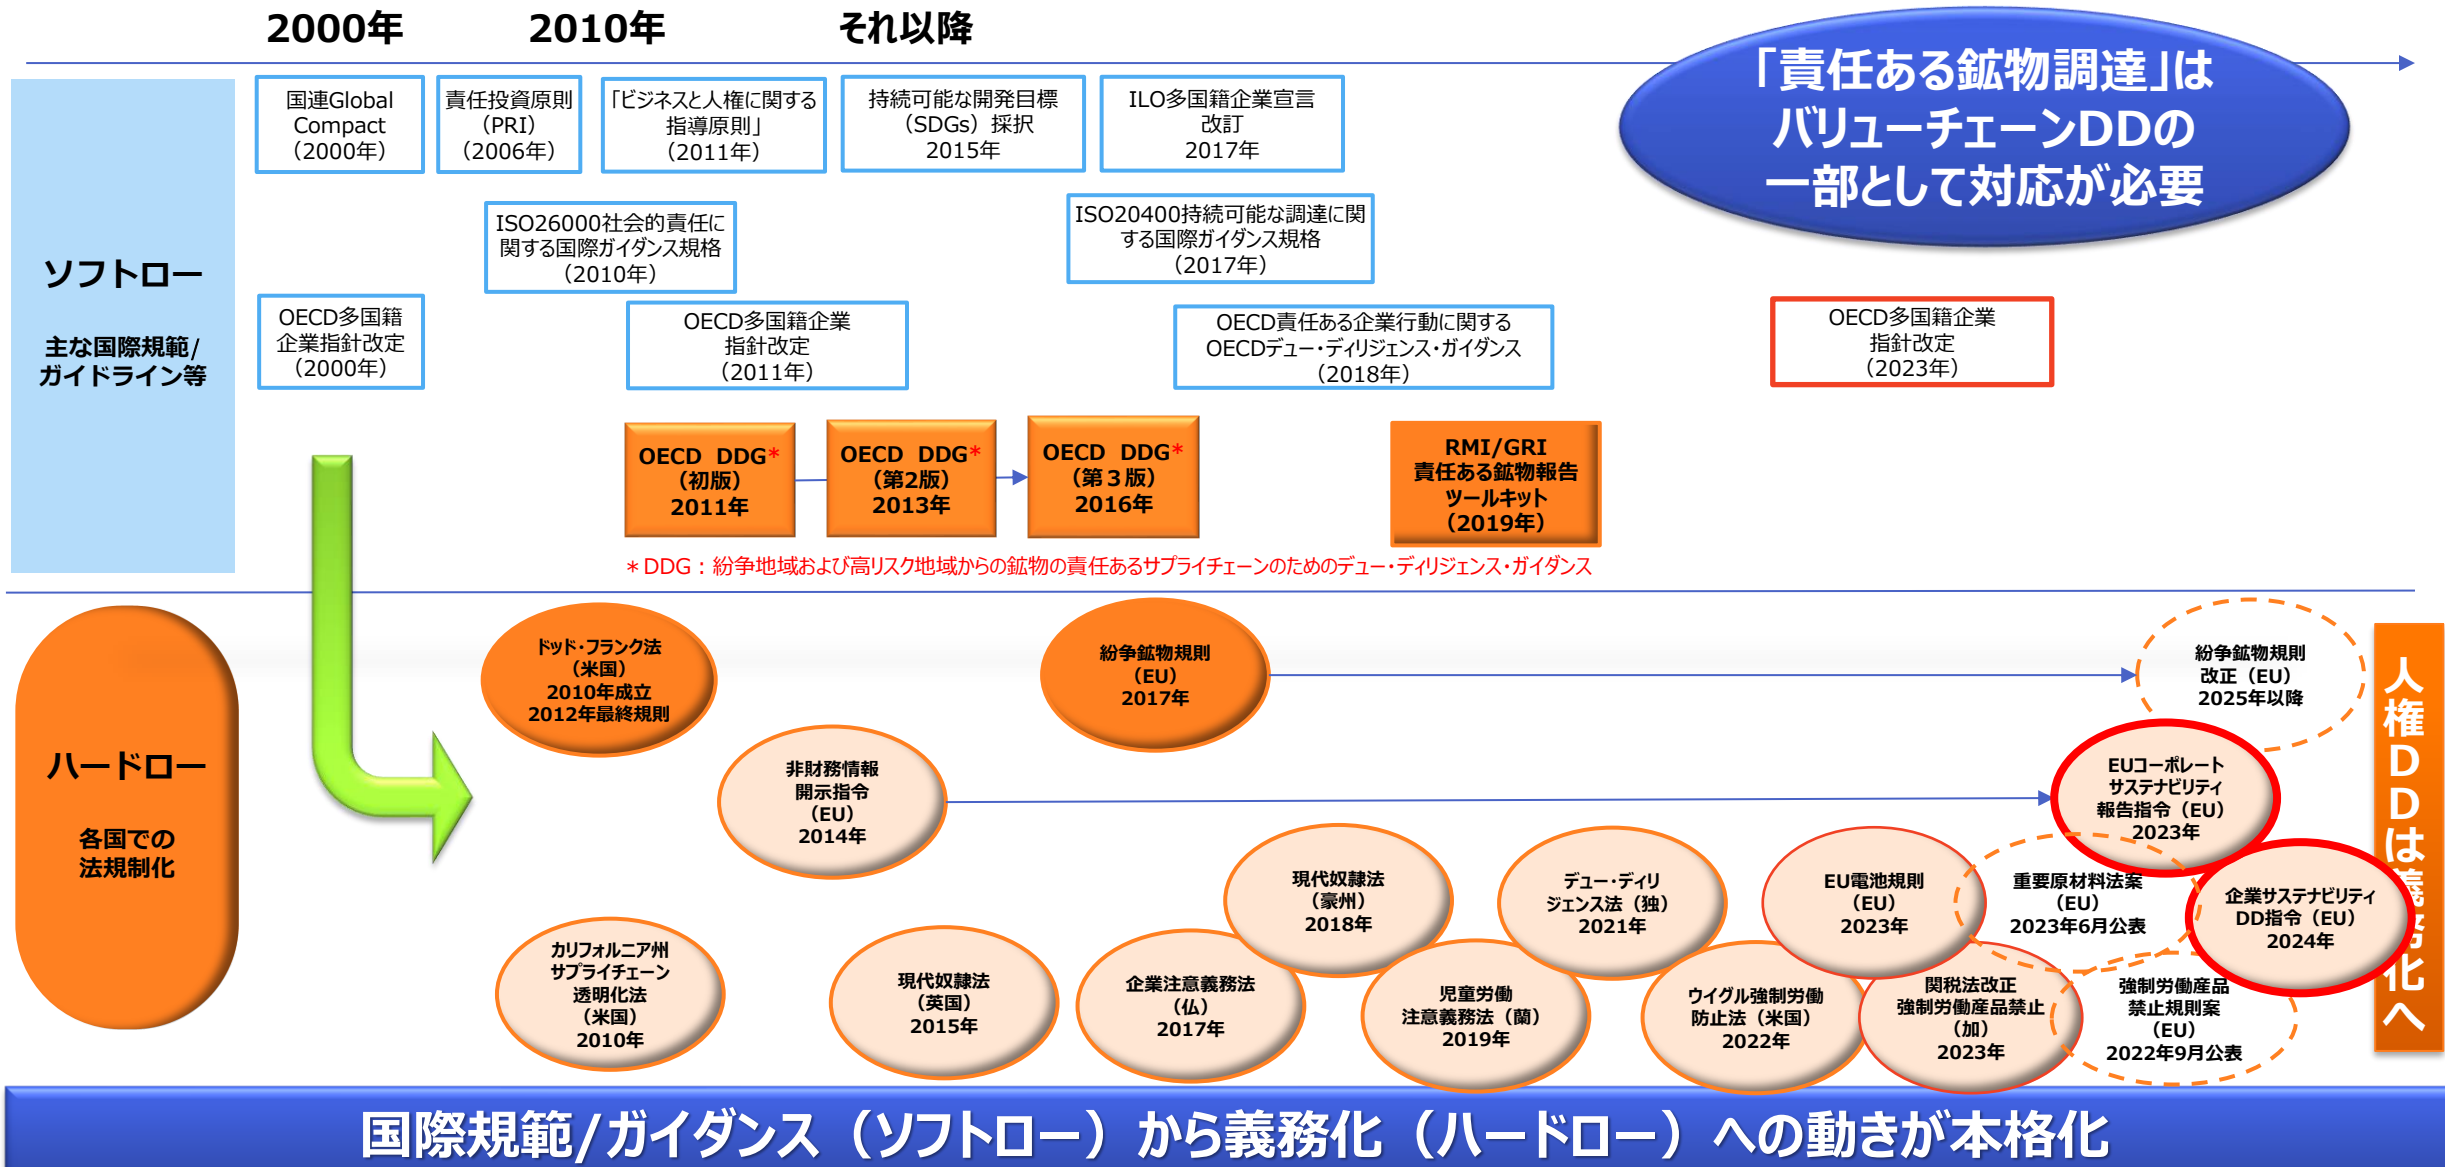 2000年
2010年
それ以降
「責任ある鉱物調達」は
バリューチェーンDDの
一部として対応が必要
ソフトロー
主な国際規範/
ガイドライン等
国連Global
Compact
（2000年）
責任投資原則
（PRI）
（2006年）
「ビジネスと人権に関する
指導原則」
（2011年）
持続可能な開発目標
（SDGs）採択
2015年
ILO多国籍企業宣言
改訂
2017年
ISO26000社会的責任に
関する国際ガイダンス規格
（2010年）
ISO20400持続可能な調達に関
する国際ガイダンス規格
（2017年）
OECD多国籍
企業指針改定
（2000年）
OECD多国籍企業
指針改定
（2011年）
OECD責任ある企業行動に関する
OECDデュー・ディリジェンス・ガイダンス
（2018年）
OECD多国籍企業
指針改定
（2023年）
OECD DDG*
（初版）
2011年
OECD DDG*
（第2版）
2013年
OECD DDG*
（第３版）
2016年
RMI/GRI
責任ある鉱物報告
ツールキット
（2019年）
＊DDG：紛争地域および高リスク地域からの鉱物の責任あるサプライチェーンのためのデュー・ディリジェンス・ガイダンス
ハードロー
各国での
法規制化
ドッド・フランク法
（米国）
2010年成立
2012年最終規則
紛争鉱物規則
（EU）
2017年
紛争鉱物規則
改正（EU）
2025年以降
非財務情報
開示指令
（EU）
2014年
EUコーポレート
サステナビリティ
報告指令（EU）
2023年
現代奴隷法
（豪州）
2018年
デュー・ディリ
ジェンス法（独）
2021年
EU電池規則
（EU）
2023年
重要原材料法案
（EU）
2023年6月公表
企業サステナビリティ
DD指令（EU）
2024年
カリフォルニア州
サプライチェーン
透明化法
（米国）
2010年
現代奴隷法
（英国）
2015年
企業注意義務法
（仏）
2017年
児童労働
注意義務法（蘭）
2019年
ウイグル強制労働
防止法（米国）
2022年
関税法改正
強制労働産品禁止
（加）
2023年
強制労働産品
禁止規則案
（EU）
2022年9月公表
人権DDは義務化へ
国際規範/ガイダンス（ソフトロー）から義務化（ハードロー）への動きが本格化